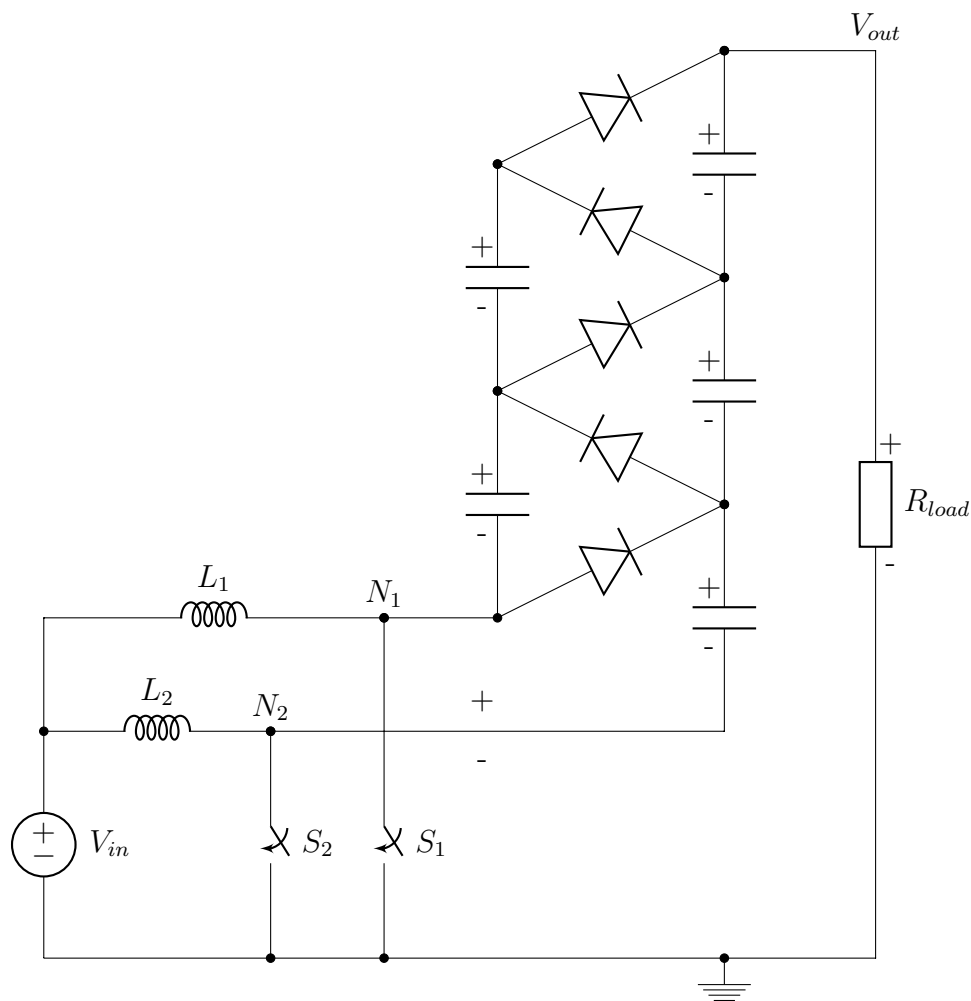 V_out
+
-
+
-
+
-
+
R_load
-
+
-
L_1
N_1
+
-
L_2
N_2
+
-
+
−
V_in
S_2
S_1